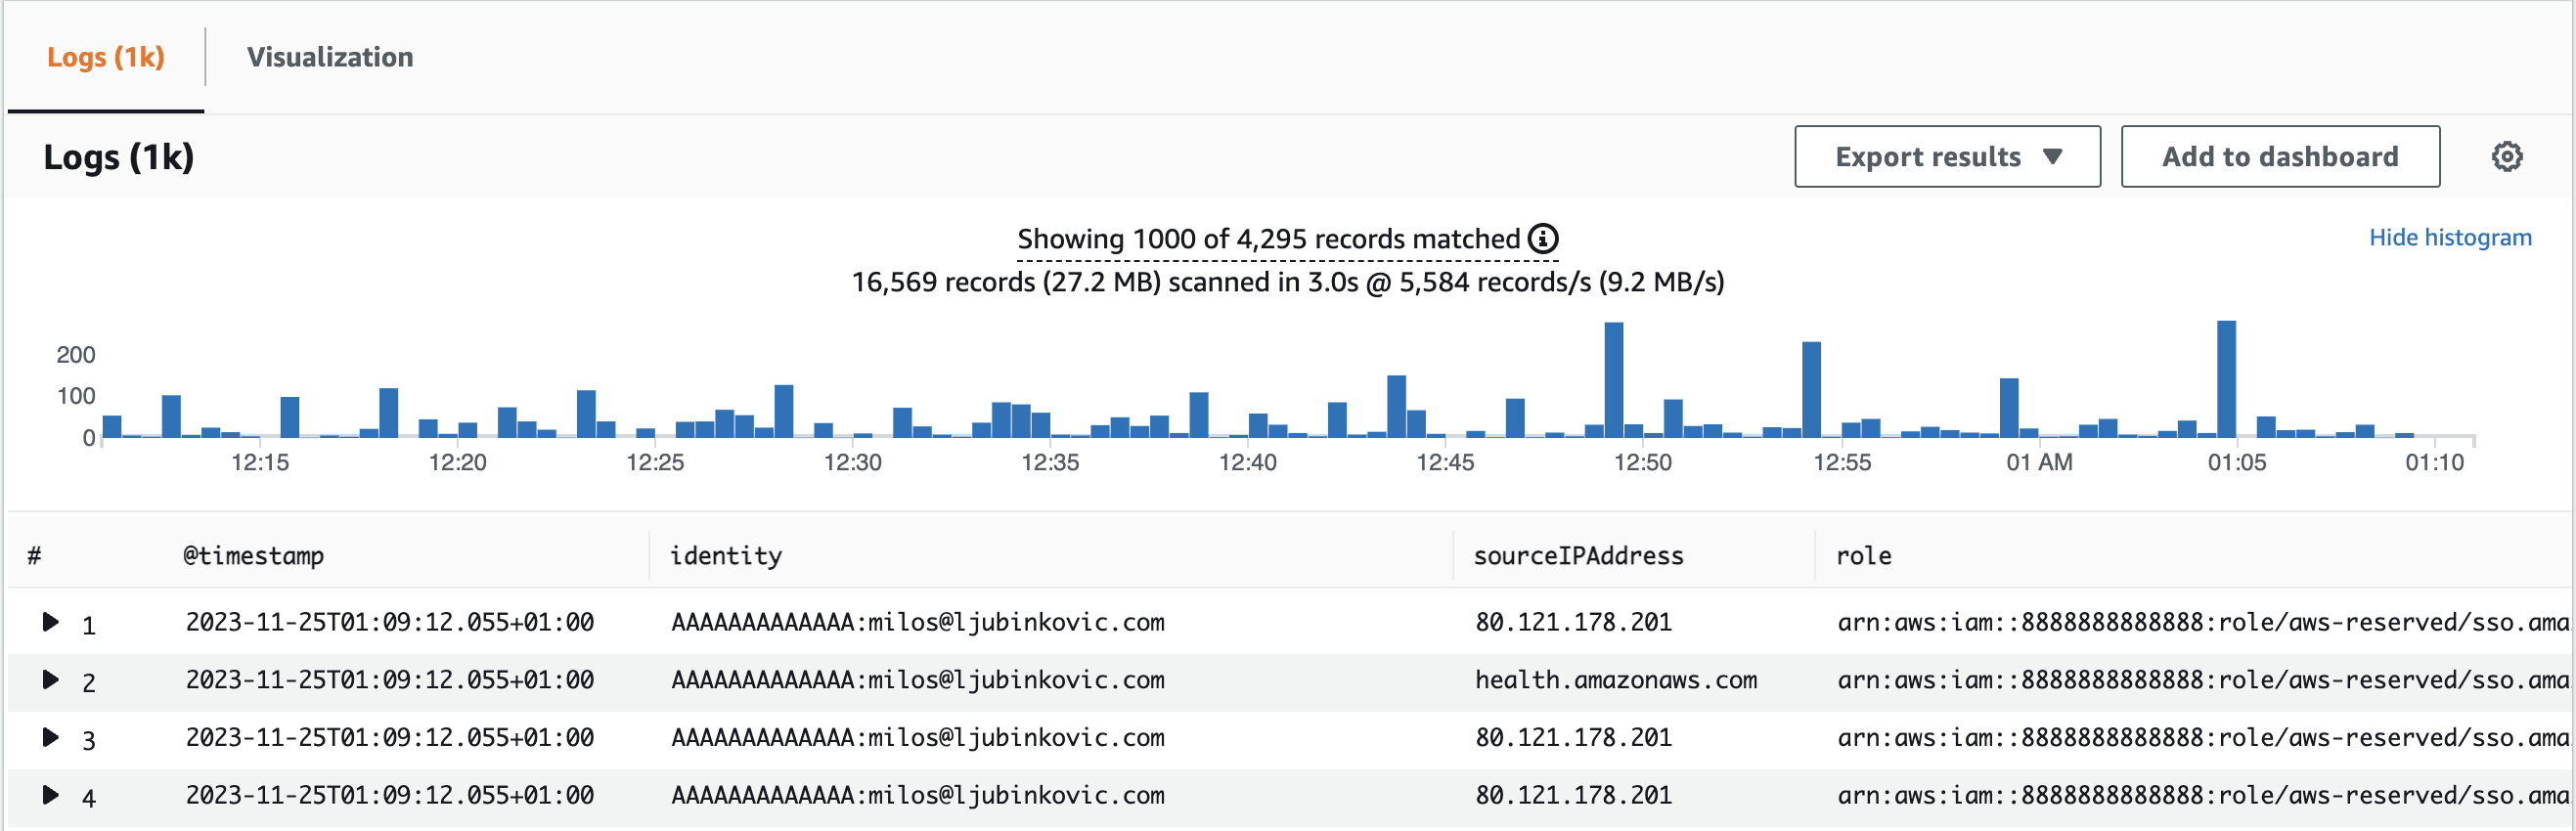 Logs (1k) Visualization
Logs (1k) Export results Add to dashboard
Showing 1000 of 4,295 records matched Hide histogram
16,569 records (27.2 MB) scanned in 3.0s @ 5,584 records/s (9.2 MB/s)
200
100
0
12:15 12:20 12:25 12:30 12:35 12:40 12:45 12:50 12:55 01 AM 01:05 01:10
# @timestamp identity sourceIPAddress role
1 2023-11-25T01:09:12.055+01:00 AAAAAAAAAAAAA:milos@ljubinkovic.com 80.121.178.201 arn:aws:iam::8888888888888:role/aws-reserved/sso.ama
2 2023-11-25T01:09:12.055+01:00 AAAAAAAAAAAAA:milos@ljubinkovic.com health.amazonaws.com arn:aws:iam::8888888888888:role/aws-reserved/sso.ama
3 2023-11-25T01:09:12.055+01:00 AAAAAAAAAAAAA:milos@ljubinkovic.com 80.121.178.201 arn:aws:iam::8888888888888:role/aws-reserved/sso.ama
4 2023-11-25T01:09:12.055+01:00 AAAAAAAAAAAAA:milos@ljubinkovic.com 80.121.178.201 arn:aws:iam::8888888888888:role/aws-reserved/sso.ama